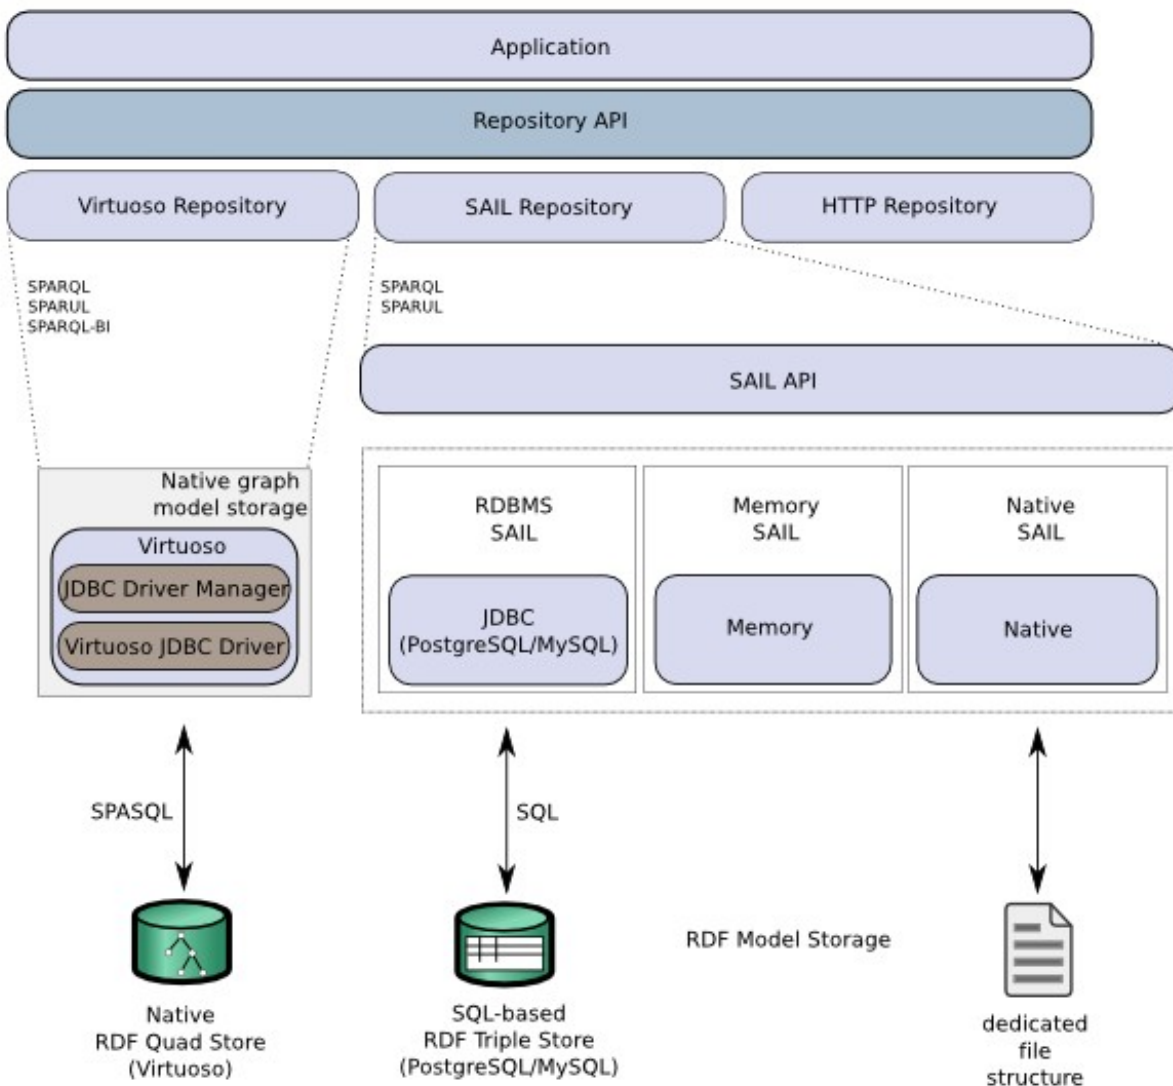 Application
Repository API
Virtuoso Repository
SAIL Repository
HTTP Repository
SPARQL
SPARUL
SPARQL-BI
SPARQL
SPARUL
SAIL API
Native graph
model storage
Virtuoso
JDBC Driver Manager
Virtuoso JDBC Driver
RDBMS
SAIL
JDBC
(PostgreSQL/MySQL)
Memory
SAIL
Memory
Native
SAIL
Native
SPASQL
SQL
Native
RDF Quad Store
(Virtuoso)
SQL-based
RDF Triple Store
(PostgreSQL/MySQL)
RDF Model Storage
dedicated
file
structure